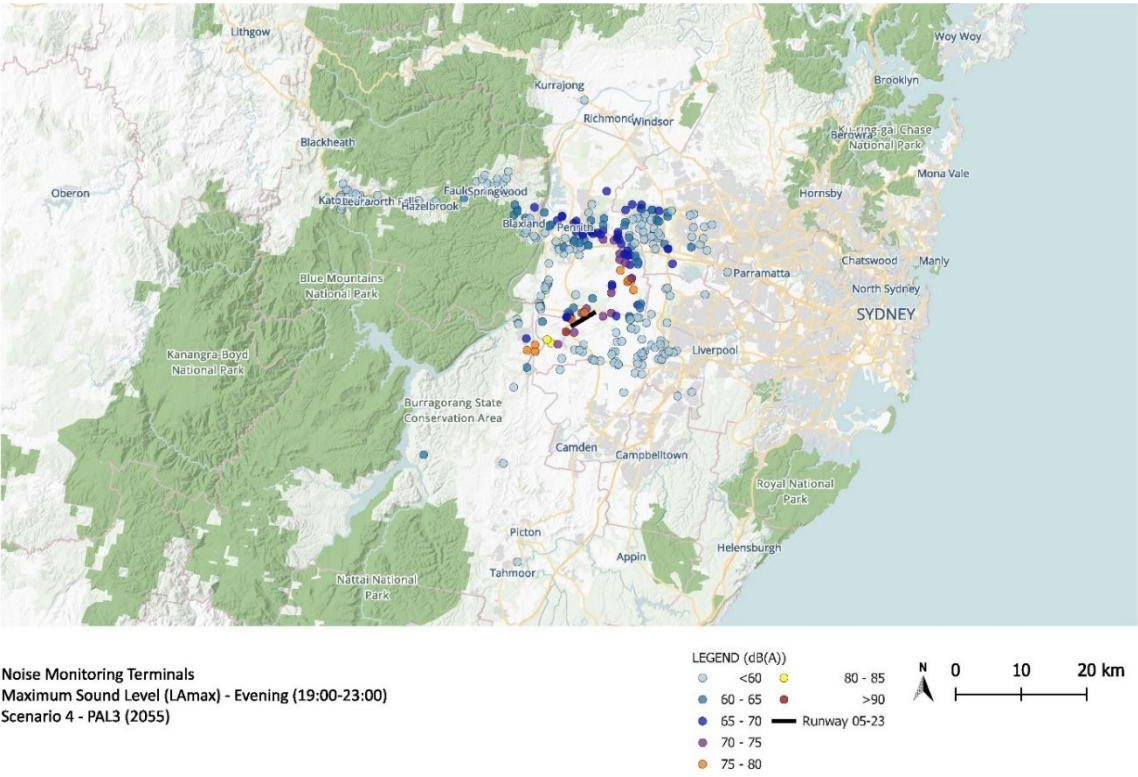 Woy Woy
Lithgow
Brooklyn
Kurrajong
Richmond
Windsor
Ku-ring-gai Chase
National Park
Berowra
Blackheath
Mona Vale
Oberon
Springwood
Hornsby
Hazelbrook
Blaxland
Penrith
Chatswood
Manly
Parramatta
Blue Mountains
National Park
North Sydney
SYDNEY
Kanangra-Boyd
National Park
Liverpool
Burragorang State
Conservation Area
Camden
Campbelltown
Royal National
Park
Picton
Appin
Helensburgh
Tahmoor
Nattai National
Park
Noise Monitoring Terminals
Maximum Sound Level (LAmax) - Evening (19:00-23:00)
Scenario 4 - PAL3 (2055)
LEGEND (dB(A))
<60
80 - 85
60 - 65
>90
65 - 70
Runway 05-23
70 - 75
75 - 80
N
0 10 20 km